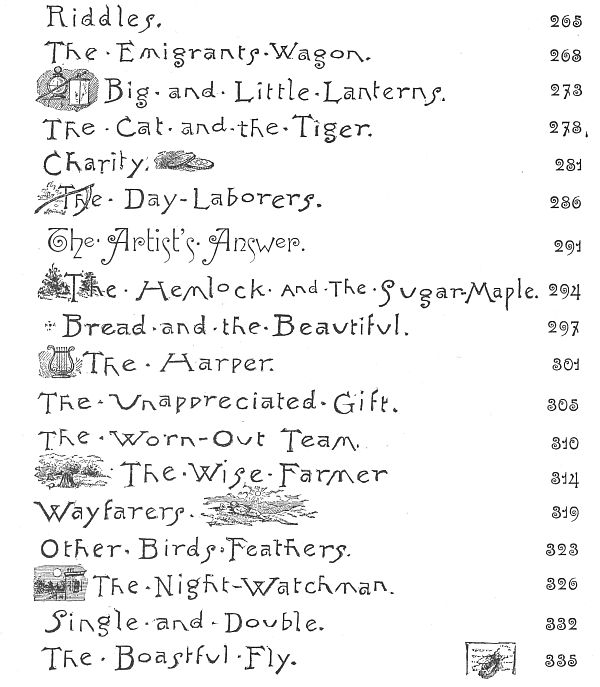 Riddles. 265
The · Emigrants · Wagon. 268
Big · and · Little · Lanterns. 273
The · Cat · and · the · Tiger. 278.
Charity. 281
The · Day-Laborers. 286
The · Artist's · Answer. 291
The · Hemlock · And · The · Sugar-Maple. 294
Bread · and · the · Beautiful. 297
The · Harper. 301
The · Unappreciated · Gift. 305
The · Worn-Out Team. 310
The · Wise · Farmer 314
Wayfarers. 319
Other · Birds · Feathers. 323
The · Night-Watchman. 326
Single · and · Double. 332
The · Boastful · Fly. 335